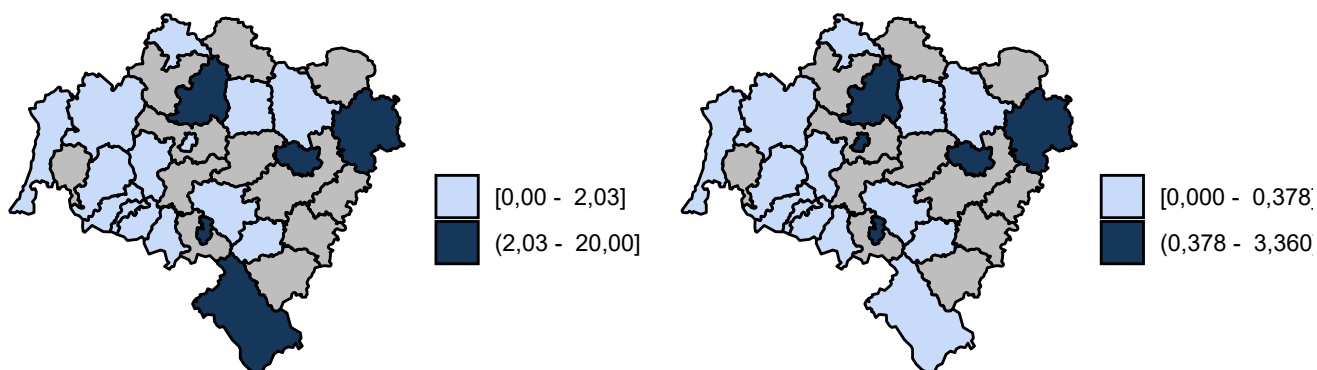 [0,00 -  2,03]
(2,03 -  20,00]
[0,000 -  0,378]
(0,378 -  3,360]